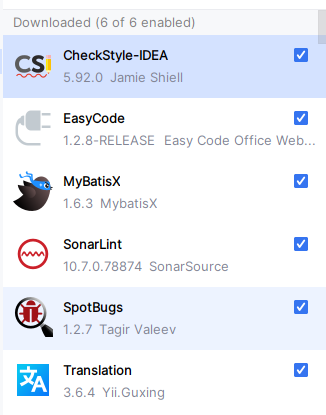 Downloaded (6 of 6 enabled)
CS
CheckStyle-IDEA
5.92.0 Jamie Shiell
EasyCode
1.2.8-RELEASE Easy Code Office Web...
MyBatisX
1.6.3 MybatisX
SonarLint
10.7.0.78874 SonarSource
SpotBugs
1.2.7 Tagir Valeev
文A
Translation
3.6.4 Yii.Guxing